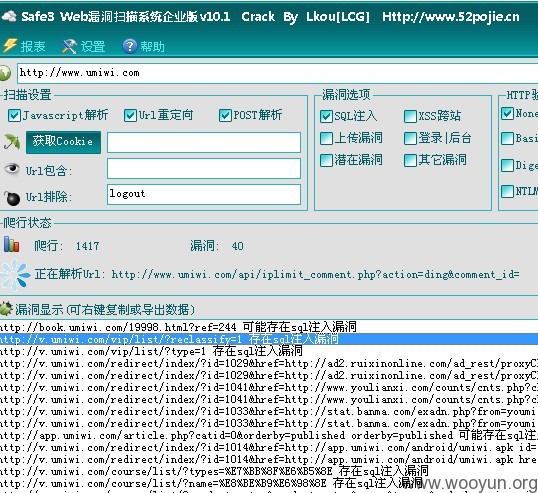 Safe3 Web漏洞扫描系统企业版 v10.1 Crack By Lkou[LCG] Http://www.52pojie.cn
报表 设置 帮助
http://www.umiwi.com
扫描设置 漏洞选项 HTTP验
Javascript解析 Url重定向 POST解析 SQL注入 XSS跨站 None
获取Cookie 上传漏洞 登录|后台 Basi
Url包含: 潜在漏洞 其它漏洞 Dige
Url排除: logout NTLM
爬行状态
爬行: 1417 漏洞: 40
正在解析Url: http://www.umiwi.com/api/iplimit_comment.php?action=ding&comment_id=
漏洞显示(可右键复制或导出数据)
http://book.umiwi.com/19998.html?ref=244 可能存在sql注入漏洞
http://v.umiwi.com/vip/list/?reclassify=1 存在sql注入漏洞
http://v.umiwi.com/vip/list/?type=1 存在sql注入漏洞
http://v.umiwi.com/redirect/index/?id=1029&href=http://ad2.ruixinonline.com/ad_rest/proxyCl
http://v.umiwi.com/redirect/index/?id=1029&href=http://ad2.ruixinonline.com/ad_rest/proxyCl
http://v.umiwi.com/redirect/index/?id=1041&href=http://www.youlianxi.com/counts/cnts.php?cl
http://v.umiwi.com/redirect/index/?id=1041&href=http://www.youlianxi.com/counts/cnts.php?cl
http://v.umiwi.com/redirect/index/?id=1033&href=http://stat.banma.com/exadn.php?from=youmi
http://v.umiwi.com/redirect/index/?id=1033&href=http://stat.banma.com/exadn.php?from=youmi
http://app.umiwi.com/article.php?catid=0&orderby=published orderby=published 可能存在sql注
http://v.umiwi.com/redirect/index/?id=1014&href=http://app.umiwi.com/android/umiwi.apk id=
http://v.umiwi.com/redirect/index/?id=1014&href=http://app.umiwi.com/android/umiwi.apk href
http://v.umiwi.com/course/list/?types=%E7%BB%8F%E6%B5%8E 存在sql注入漏洞
http://v.umiwi.com/course/list/?name=%E8%BB%B9%E6%98%8E 存在sql注入漏洞
www.wooyun.org